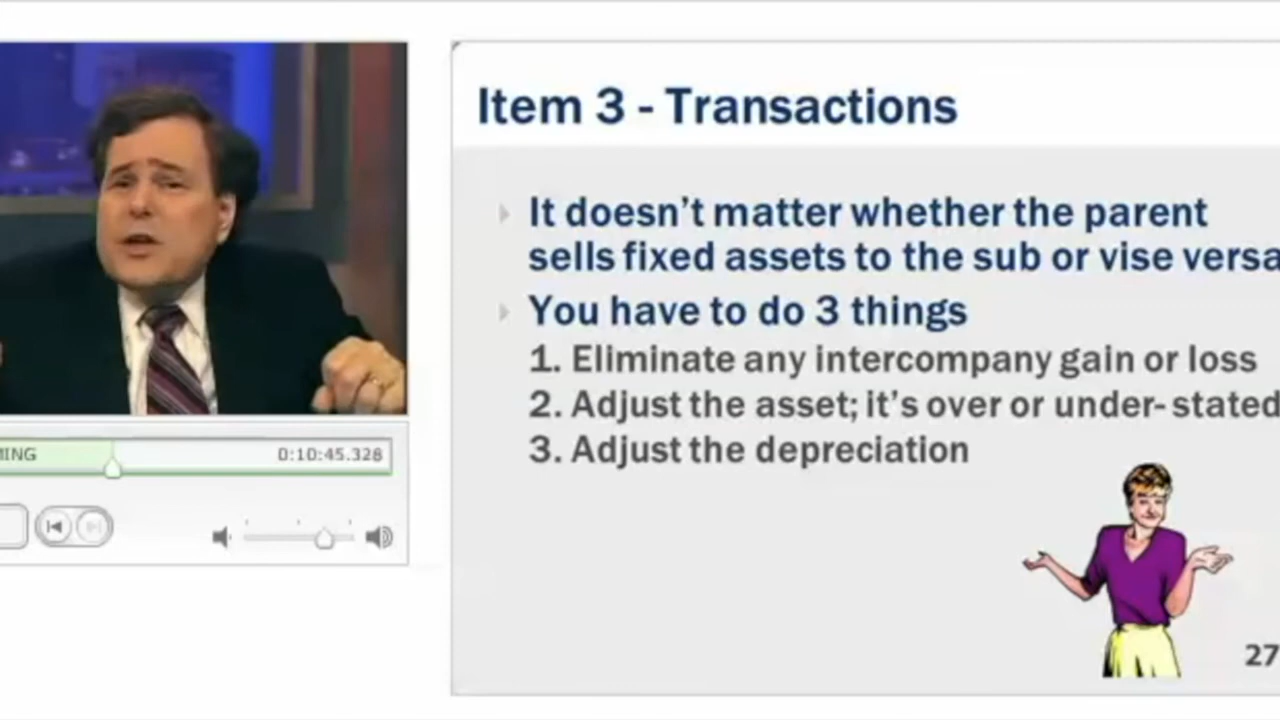 Item 3 - Transactions
It doesn't matter whether the parent
sells fixed assets to the sub or vise versa
You have to do 3 things
1. Eliminate any intercompany gain or loss
2. Adjust the asset; it's over or under- stated
3. Adjust the depreciation
MING
0:10:45.328
27